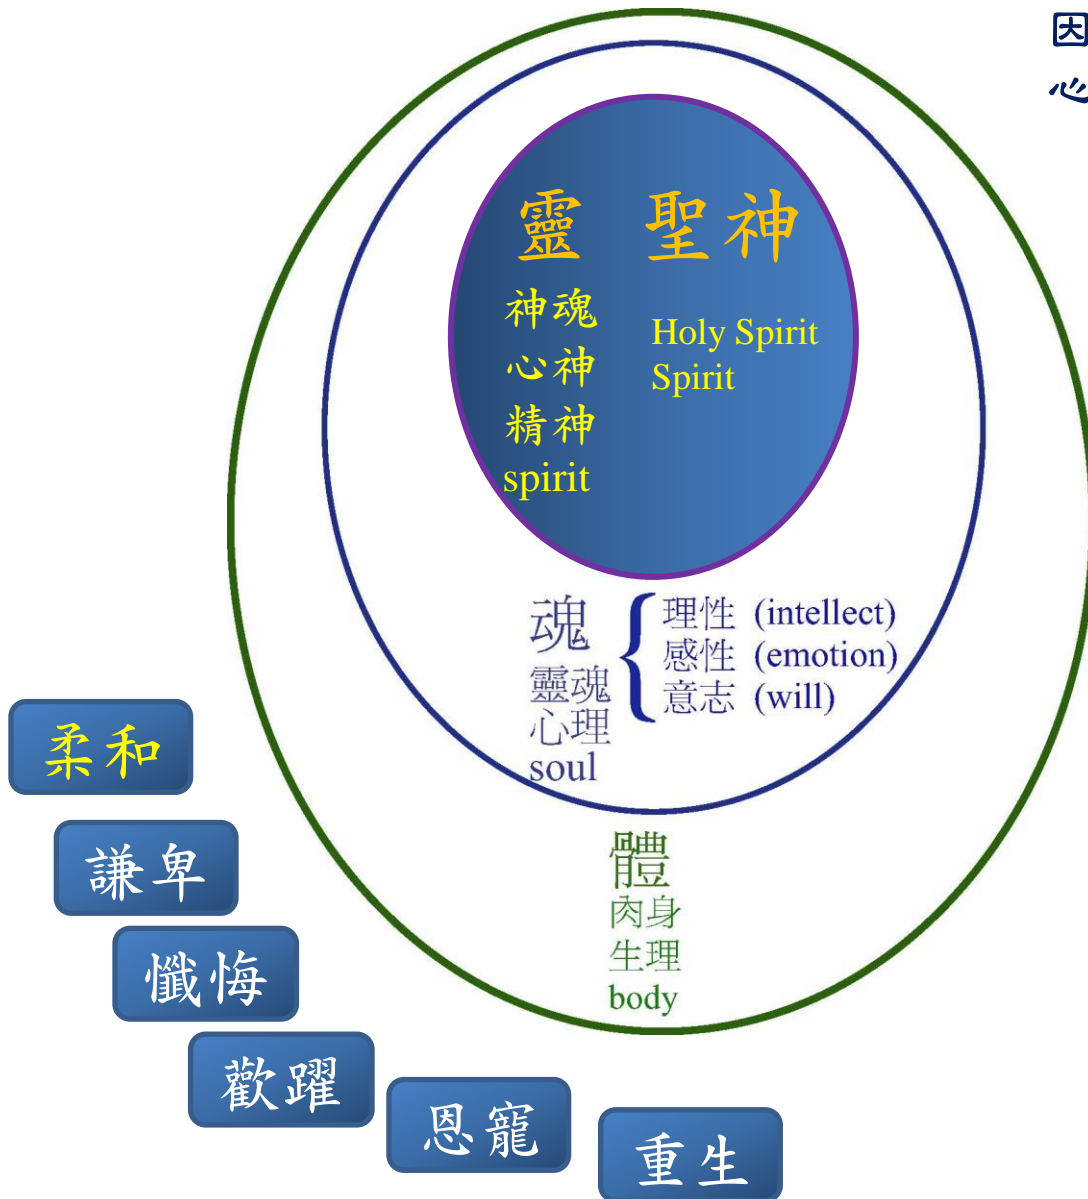 因
心
靈 聖神
神魂
心神
精神
spirit
Holy Spirit
Spirit
魂
靈魂
心理
soul
理性 (intellect)
感性 (emotion)
意志 (will)
體
肉身
生理
body
柔和
謙卑
懺悔
歡躍
恩寵
重生